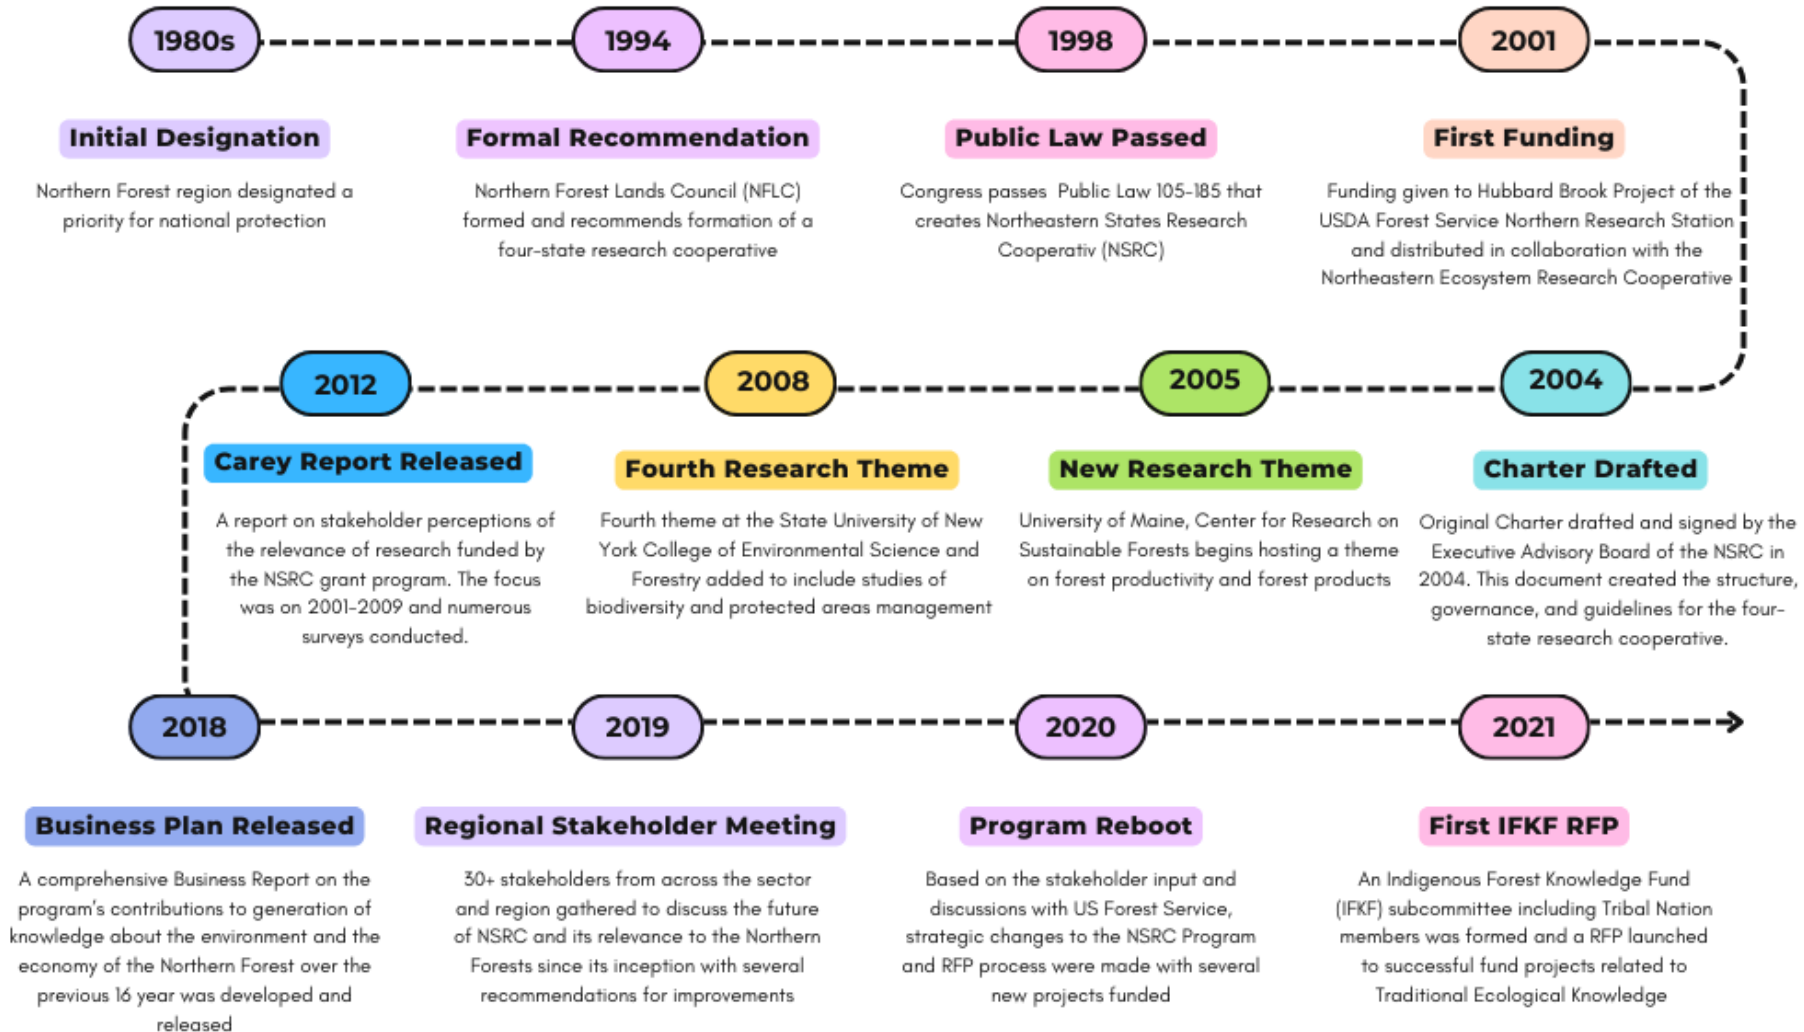 1980s
1994
1998
2001
Initial Designation
Northern Forest region designated a
priority for national protection
Formal Recommendation
Northern Forest Lands Council (NFLC)
formed and recommends formation of a
four-state research cooperative
Public Law Passed
Congress passes Public Law 105-185 that
creates Northeastern States Research
Cooperativ (NSRC)
First Funding
Funding given to Hubbard Brook Project of the
USDA Forest Service Northern Research Station
and distributed in collaboration with the
Northeastern Ecosystem Research Cooperative
2012
2008
2005
2004
Carey Report Released
A report on stakeholder perceptions of
the relevance of research funded by
the NSRC grant program. The focus
was on 2001-2009 and numerous
surveys conducted.
Fourth Research Theme
Fourth theme at the State University of New
York College of Environmental Science and
Forestry added to include studies of
biodiversity and protected areas management
New Research Theme
University of Maine, Center for Research on
Sustainable Forests begins hosting a theme
on forest productivity and forest products
Charter Drafted
Original Charter drafted and signed by the
Executive Advisory Board of the NSRC in
2004. This document created the structure,
governance, and guidelines for the four-
state research cooperative.
2018
2019
2020
2021
Business Plan Released
A comprehensive Business Report on the
program's contributions to generation of
knowledge about the environment and the
economy of the Northern Forest over the
previous 16 year was developed and
released
Regional Stakeholder Meeting
30+ stakeholders from across the sector
and region gathered to discuss the future
of NSRC and its relevance to the Northern
Forests since its inception with several
recommendations for improvements
Program Reboot
Based on the stakeholder input and
discussions with US Forest Service,
strategic changes to the NSRC Program
and RFP process were made with several
new projects funded
First IFKF RFP
An Indigenous Forest Knowledge Fund
(IFKF) subcommittee including Tribal Nation
members was formed and a RFP launched
to successful fund projects related to
Traditional Ecological Knowledge